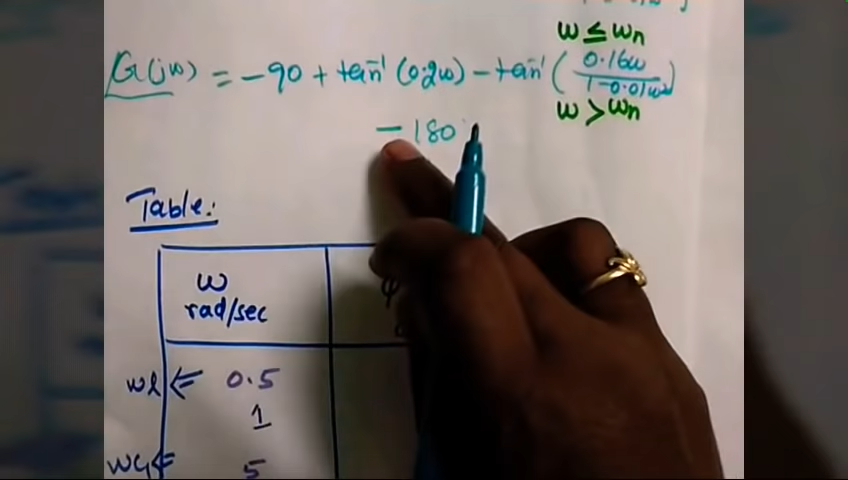 ω ≤ ωn
G(jω) = -90 + tan⁻¹ (0.2ω) - tan⁻¹ ( 0.16ω / 1-0.01ω² )
ω > ωn
- 180
Table:
ω
rad/sec
ωl ⇐ 0.5
1
5